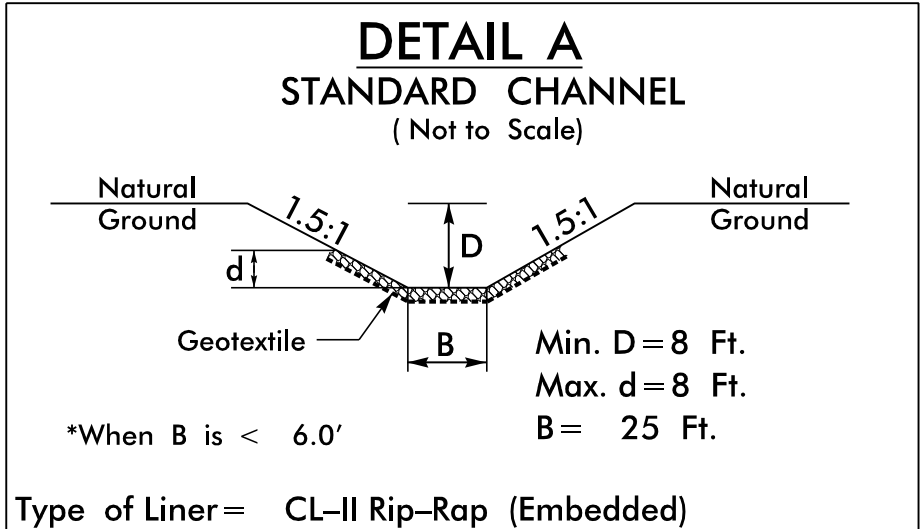 DETAIL A
STANDARD CHANNEL
( Not to Scale)
Natural
Ground
1.5:1
1.5:1
Natural
Ground
D
d
Geotextile
B
Min. D = 8 Ft.
Max. d = 8 Ft.
B = 25 Ft.
*When B is < 6.0'
Type of Liner = CL–II Rip–Rap (Embedded)